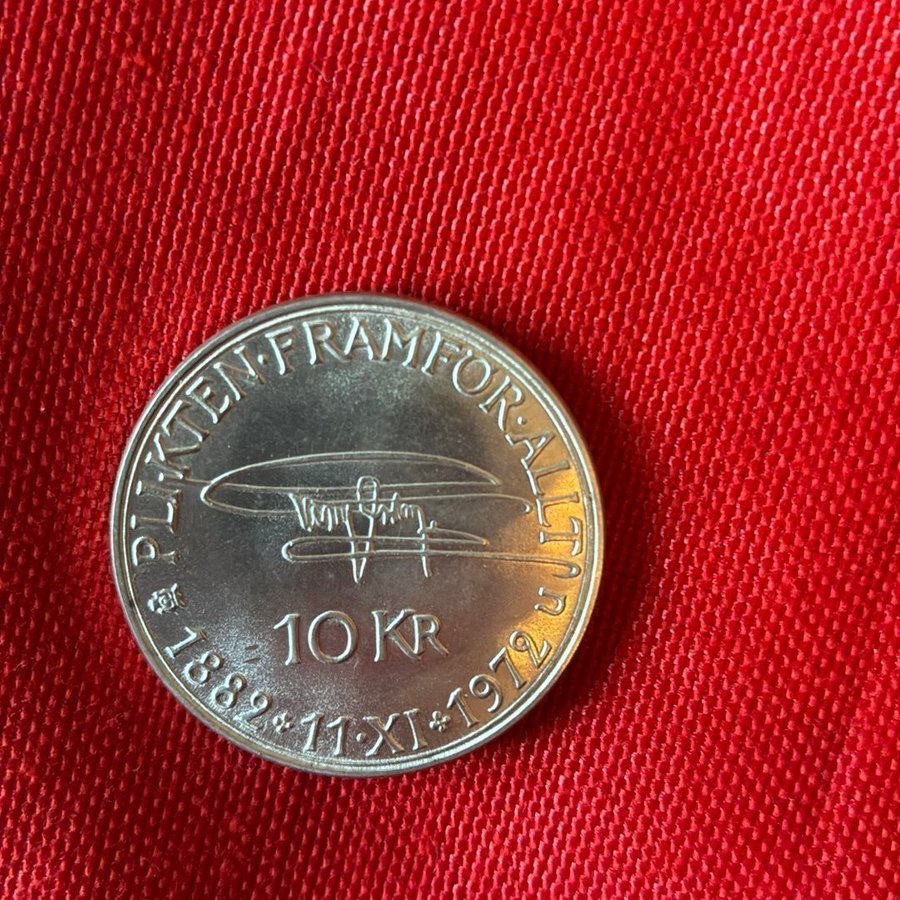 PLIKTEN·FRAMFÖR·ALLT
10 KR
1882 11·XI 1972
U